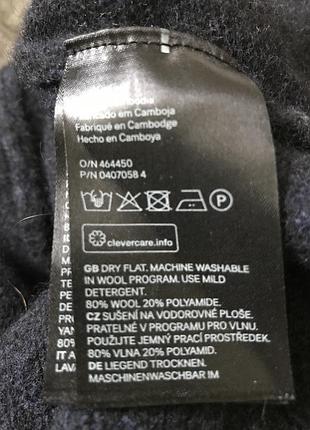 Fabricado em Camboja
Fabriqué en Cambodge
Hecho en Camboya
O/N 464450
P/N 0407058 4
P
clevercare.info
GB DRY FLAT. MACHINE WASHABLE
IN WOOL PROGRAM. USE MILD
DETERGENT.
80% WOOL 20% POLYAMIDE.
CZ SUŠENÍ NA VODOROVNÉ PLOŠE.
PRATELNÉ V PROGRAMU PRO VLNU.
POUŽIJTE JEMNÝ PRACÍ PROSTŘEDEK.
80% VLNA 20% POLYAMID.
DE LIEGEND TROCKNEN.
MASCHINENWASCHBAR IM